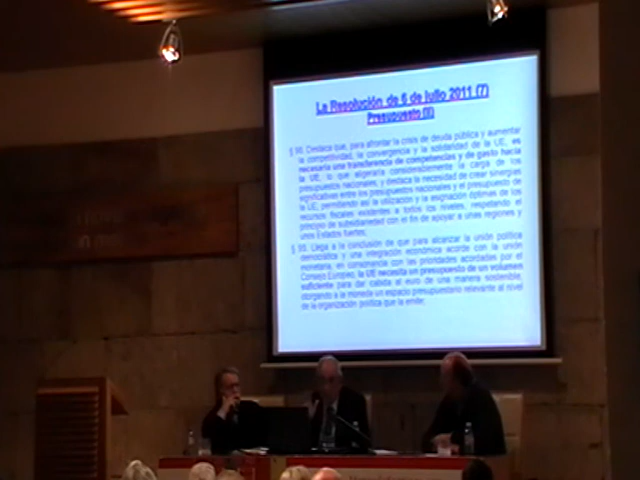 La Resolución de 6 de julio 2011 (7)
Presupuesto (II)
§ 98. Destaca que, para afrontar la crisis de deuda pública y aumentar
la competitividad, la convergencia y la solidaridad de la UE, es
necesaria una transferencia de competencias y de gasto hacia
la UE, lo que aligeraría considerablemente la carga de los
presupuestos nacionales; y destaca la necesidad de crear sinergias
significativas entre los presupuestos nacionales y el presupuesto de
la UE, permitiendo así la utilización y la asignación óptimas de los
recursos fiscales existentes a todos los niveles, respetando el
principio de subsidiariedad con el fin de apoyar a unas regiones y
unos Estados fuertes;
§ 99. Llega a la conclusión de que para alcanzar la unión política
democrática y una integración económica acorde con la unión
monetaria, en consonancia con las prioridades acordadas por el
Consejo Europeo, la UE necesita un presupuesto de un volumen
suficiente para dar cabida al euro de una manera sostenible,
otorgando a la moneda un espacio presupuestario relevante al nivel
de la organización política que la emite;